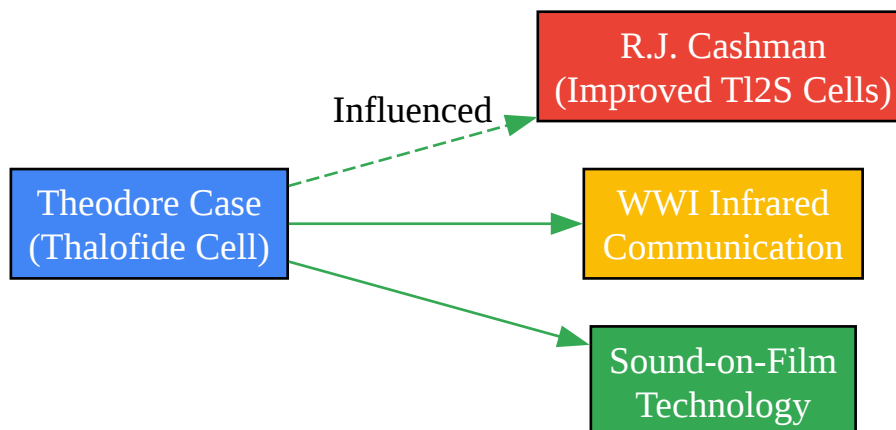 R.J. Cashman
(Improved Tl2S Cells)
Influenced
Theodore Case
(Thalofide Cell)
WWI Infrared
Communication
Sound-on-Film
Technology